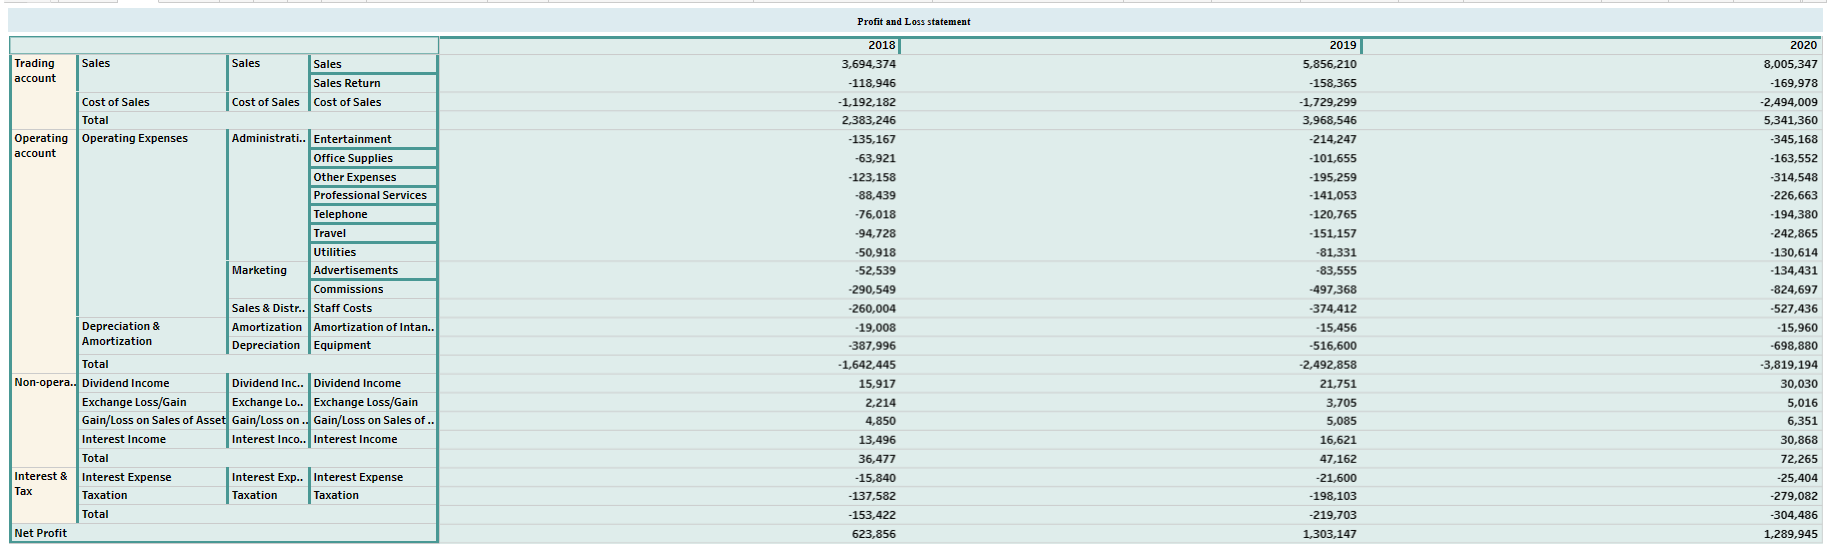 Profit and Loss statement
2018 2019 2020
Trading account Sales Sales Sales 3,694,374 5,856,210 8,005,347
Sales Return -118,946 -158,365 -169,978
Cost of Sales Cost of Sales Cost of Sales -1,192,182 -1,729,299 -2,494,009
Total 2,383,246 3,968,546 5,341,360
Operating account Operating Expenses Administrati.. Entertainment -135,167 -214,247 -345,168
Office Supplies -63,921 -101,655 -163,552
Other Expenses -123,158 -195,259 -314,548
Professional Services -88,439 -141,053 -226,663
Telephone -76,018 -120,765 -194,380
Travel -94,728 -151,157 -242,865
Utilities -50,918 -81,331 -130,614
Marketing Advertisements -52,539 -83,555 -134,431
Commissions -290,549 -497,368 -824,697
Sales & Distr.. Staff Costs -260,004 -374,412 -527,436
Depreciation & Amortization Amortization Amortization of Intan.. -19,008 -15,456 -15,960
Depreciation Equipment -387,996 -516,600 -698,880
Total -1,642,445 -2,492,858 -3,819,194
Non-opera.. Dividend Income Dividend Inc.. Dividend Income 15,917 21,751 30,030
Exchange Loss/Gain Exchange Lo.. Exchange Loss/Gain 2,214 3,705 5,016
Gain/Loss on Sales of Asset Gain/Loss on .. Gain/Loss on Sales of .. 4,850 5,085 6,351
Interest Income Interest Inco.. Interest Income 13,496 16,621 30,868
Total 36,477 47,162 72,265
Interest & Tax Interest Expense Interest Exp.. Interest Expense -15,840 -21,600 -25,404
Taxation Taxation Taxation -137,582 -198,103 -279,082
Total -153,422 -219,703 -304,486
Net Profit 623,856 1,303,147 1,289,945